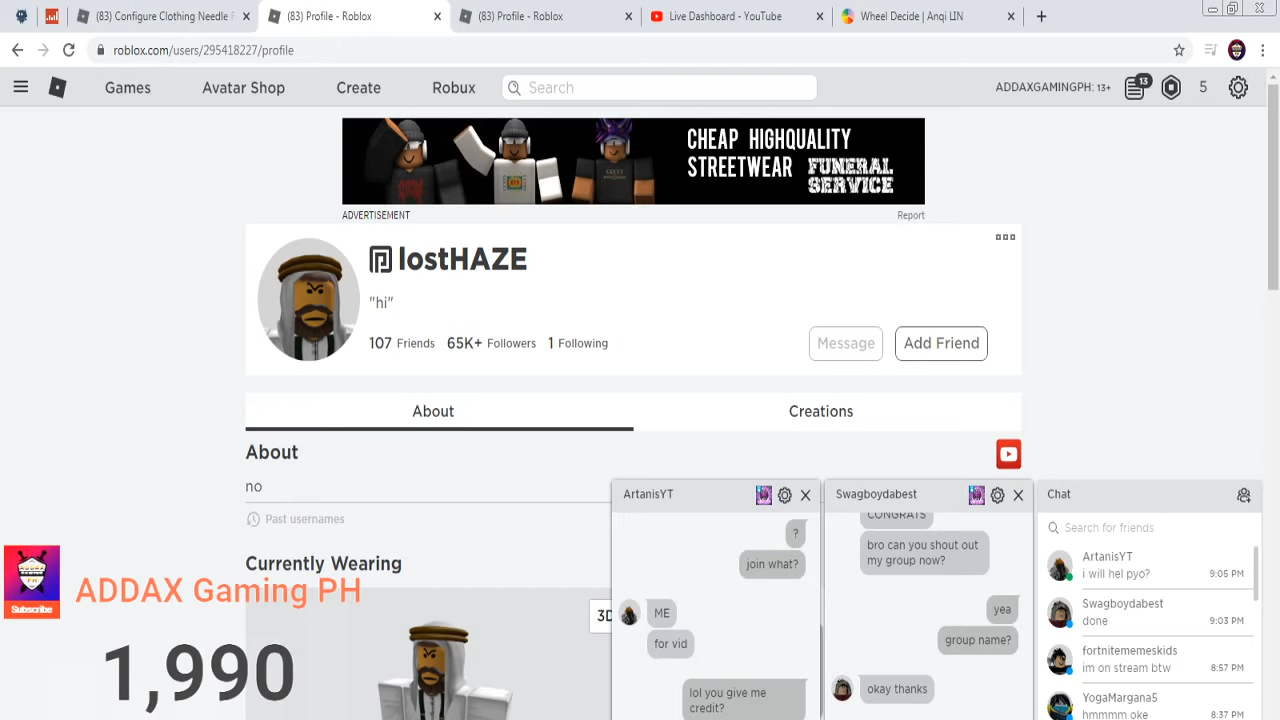 (83) Configure Clothing Needle F
(83) Profile - Roblox
(83) Profile - Roblox
Live Dashboard - YouTube
Wheel Decide | Anqi LIN
roblox.com/users/295418227/profile
Games
Avatar Shop
Create
Robux
Search
ADDAXGAMINGPH: 13+
13
5
CHEAP HIGHQUALITY
STREETWEAR
FUNERAL
SERVICE
ADVERTISEMENT
Report
lostHAZE
"hi"
107 Friends
65K+ Followers
1 Following
Message
Add Friend
About
Creations
About
no
Past usernames
Currently Wearing
3D
Subscribe
ADDAX Gaming PH
1,990
ArtanisYT
?
join what?
ME
for vid
lol you give me
credit?
Swagboydabest
CONGRATS
bro can you shout out
my group now?
yea
group name?
okay thanks
Chat
Search for friends
ArtanisYT
i will hel pyo?
9:05 PM
Swagboydabest
done
9:03 PM
fortnitememeskids
im on stream btw
8:57 PM
YogaMargana5
hmmmm oke
8:37 PM